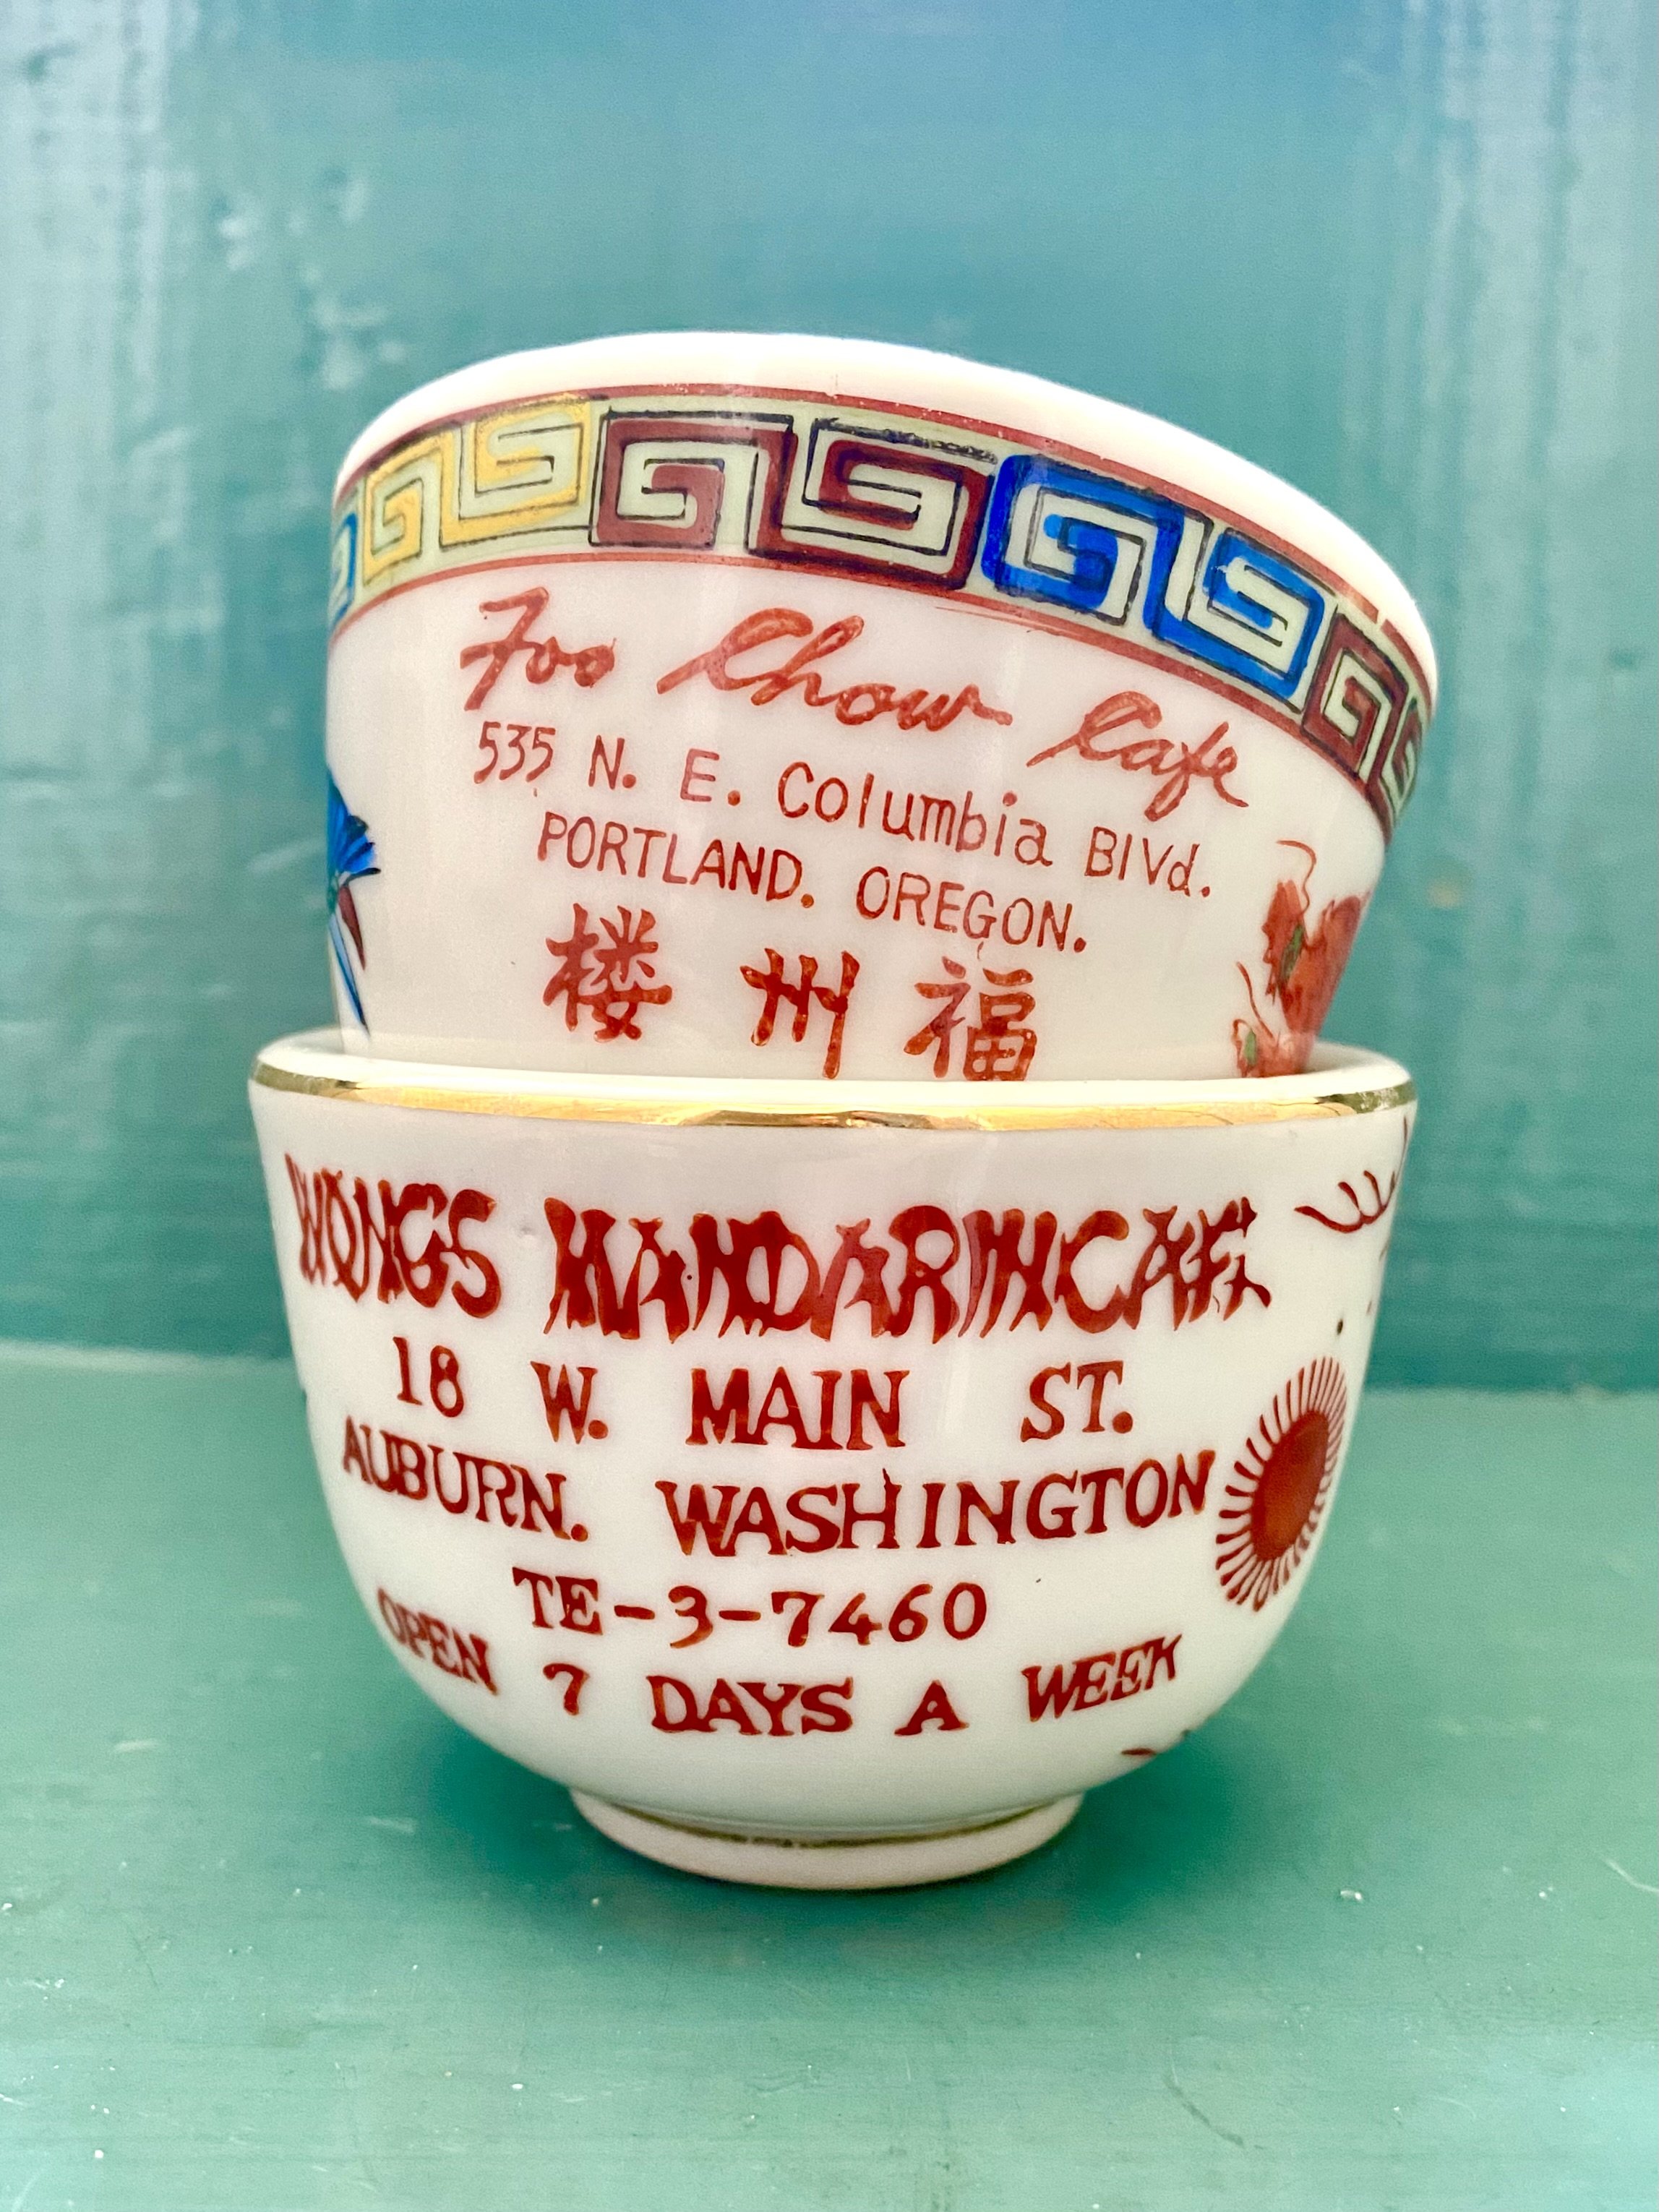 Foo Chow Cafe
535 N. E. Columbia BlVd.
PORTLAND. OREGON.
楼 州 福
WONGS MANDARIN CAFE
18 W. MAIN ST.
AUBURN. WASHINGTON
TE-3-7460
OPEN 7 DAYS A WEEK